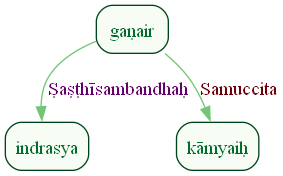 gaṇair
Ṣaṣṭhīsambandhaḥ Samuccita
indrasya kāmyaiḥ